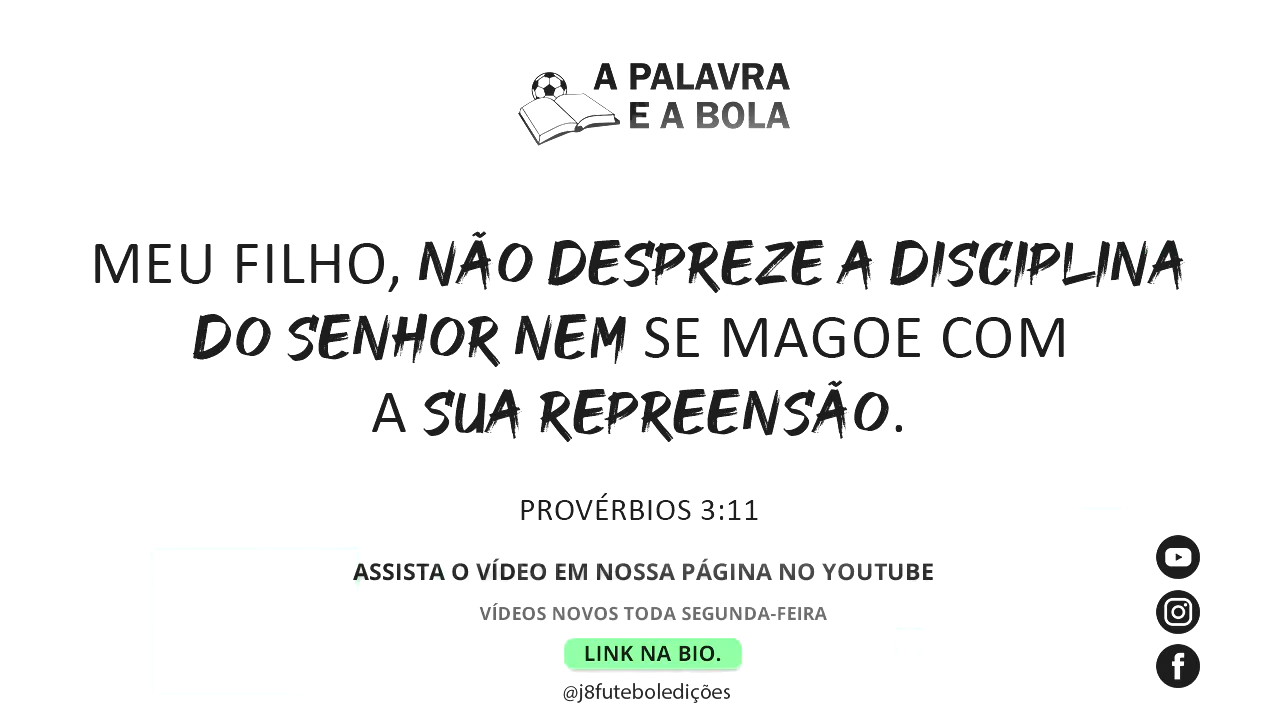 A PALAVRA
E A BOLA
MEU FILHO, NÃO DESPREZE A DISCIPLINA
DO SENHOR NEM SE MAGOE COM
A SUA REPREENSÃO.
PROVÉRBIOS 3:11
ASSISTA O VÍDEO EM NOSSA PÁGINA NO YOUTUBE
VÍDEOS NOVOS TODA SEGUNDA-FEIRA
LINK NA BIO.
@j8futeboledições